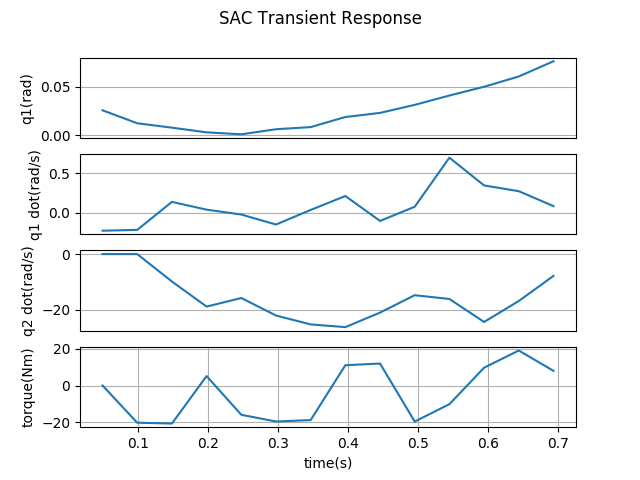 SAC Transient Response
q1(rad)
0.05
0.00
q1 dot(rad/s)
0.5
0.0
q2 dot(rad/s)
0
−20
torque(Nm)
20
0
−20
0.1 0.2 0.3 0.4 0.5 0.6 0.7
time(s)